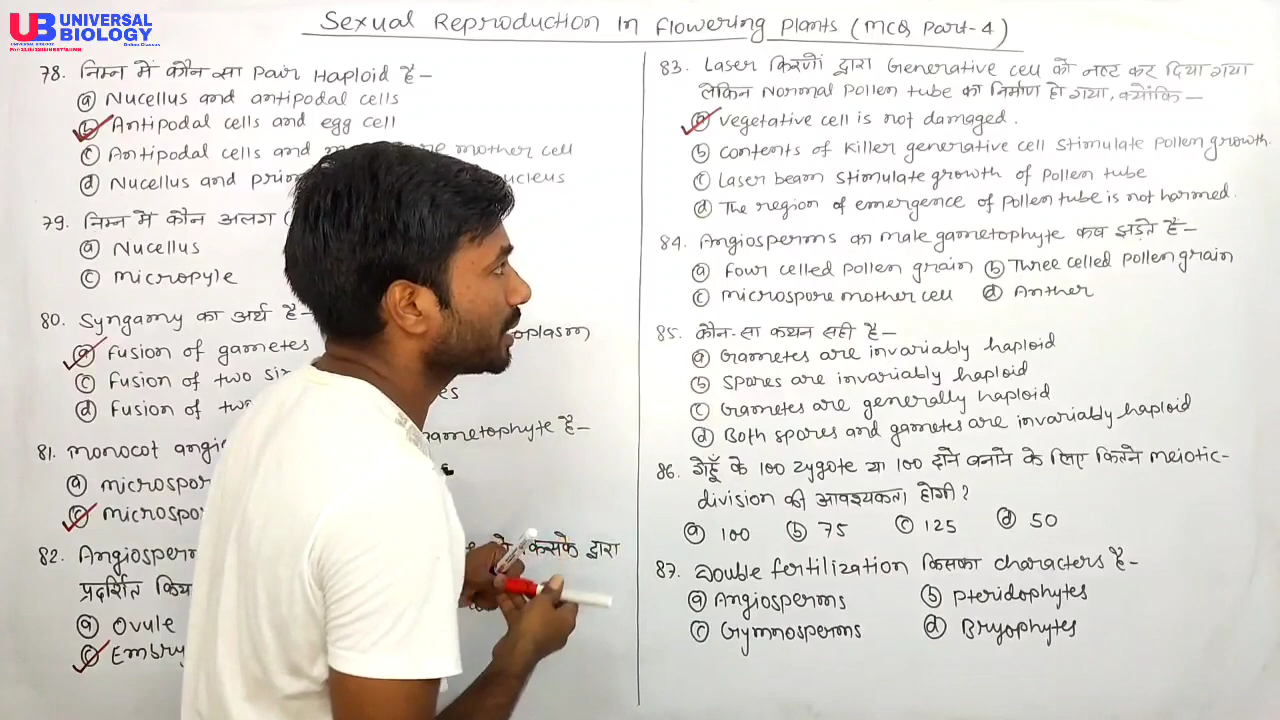 UB UNIVERSAL BIOLOGY
Online Classes
Sexual Reproduction In Flowering Plants (MCQ Part-4)
78. निम्न में कौन सा Pair Haploid है-
(a) Nucellus and antipodal cells
(b) Antipodal cells and egg cell
(c) Antipodal cells and mother cell
(d) Nucellus and nucleus
79. निम्न में कौन अलग
(a) Nucellus
(c) Micropyle
80. Syngamy का अर्थ है-
(a) Fusion of gametes
(c) Fusion of two
(d) Fusion of
81. Monocot gametophyte है-
(a)
(c)
82. द्वारा
(a) Ovule
(c)
83. Laser किरणों द्वारा Generative cell को नष्ट कर दिया गया
लेकिन Normal Pollen tube का निर्माण हो गया, क्योंकि-
(a) Vegetative cell is not damaged.
(b) Contents of Killer generative cell stimulate Pollen growth.
(c) Laser beam stimulate growth of Pollen tube
(d) The region of emergence of Pollen tube is not harmed.
84. Angiosperms का male gametophyte कब झड़ते हैं-
(a) Four celled Pollen grain (b) Three celled Pollen grain
(c) Microspore mother cell (d) Anther
85. कौन-सा कथन सही है-
(a) Gametes are invariably haploid
(b) Spores are invariably haploid
(c) Gametes are generally haploid
(d) Both spores and gametes are invariably haploid
86. गेहूँ के 100 zygote या 100 दाने बनाने के लिए कितने meiotic-
division की आवश्यकता होगी?
(a) 100 (b) 75 (c) 125 (d) 50
87. Double fertilization किसका characters है-
(a) Angiosperms (b) Pteridophytes
(c) Gymnosperms (d) Bryophytes